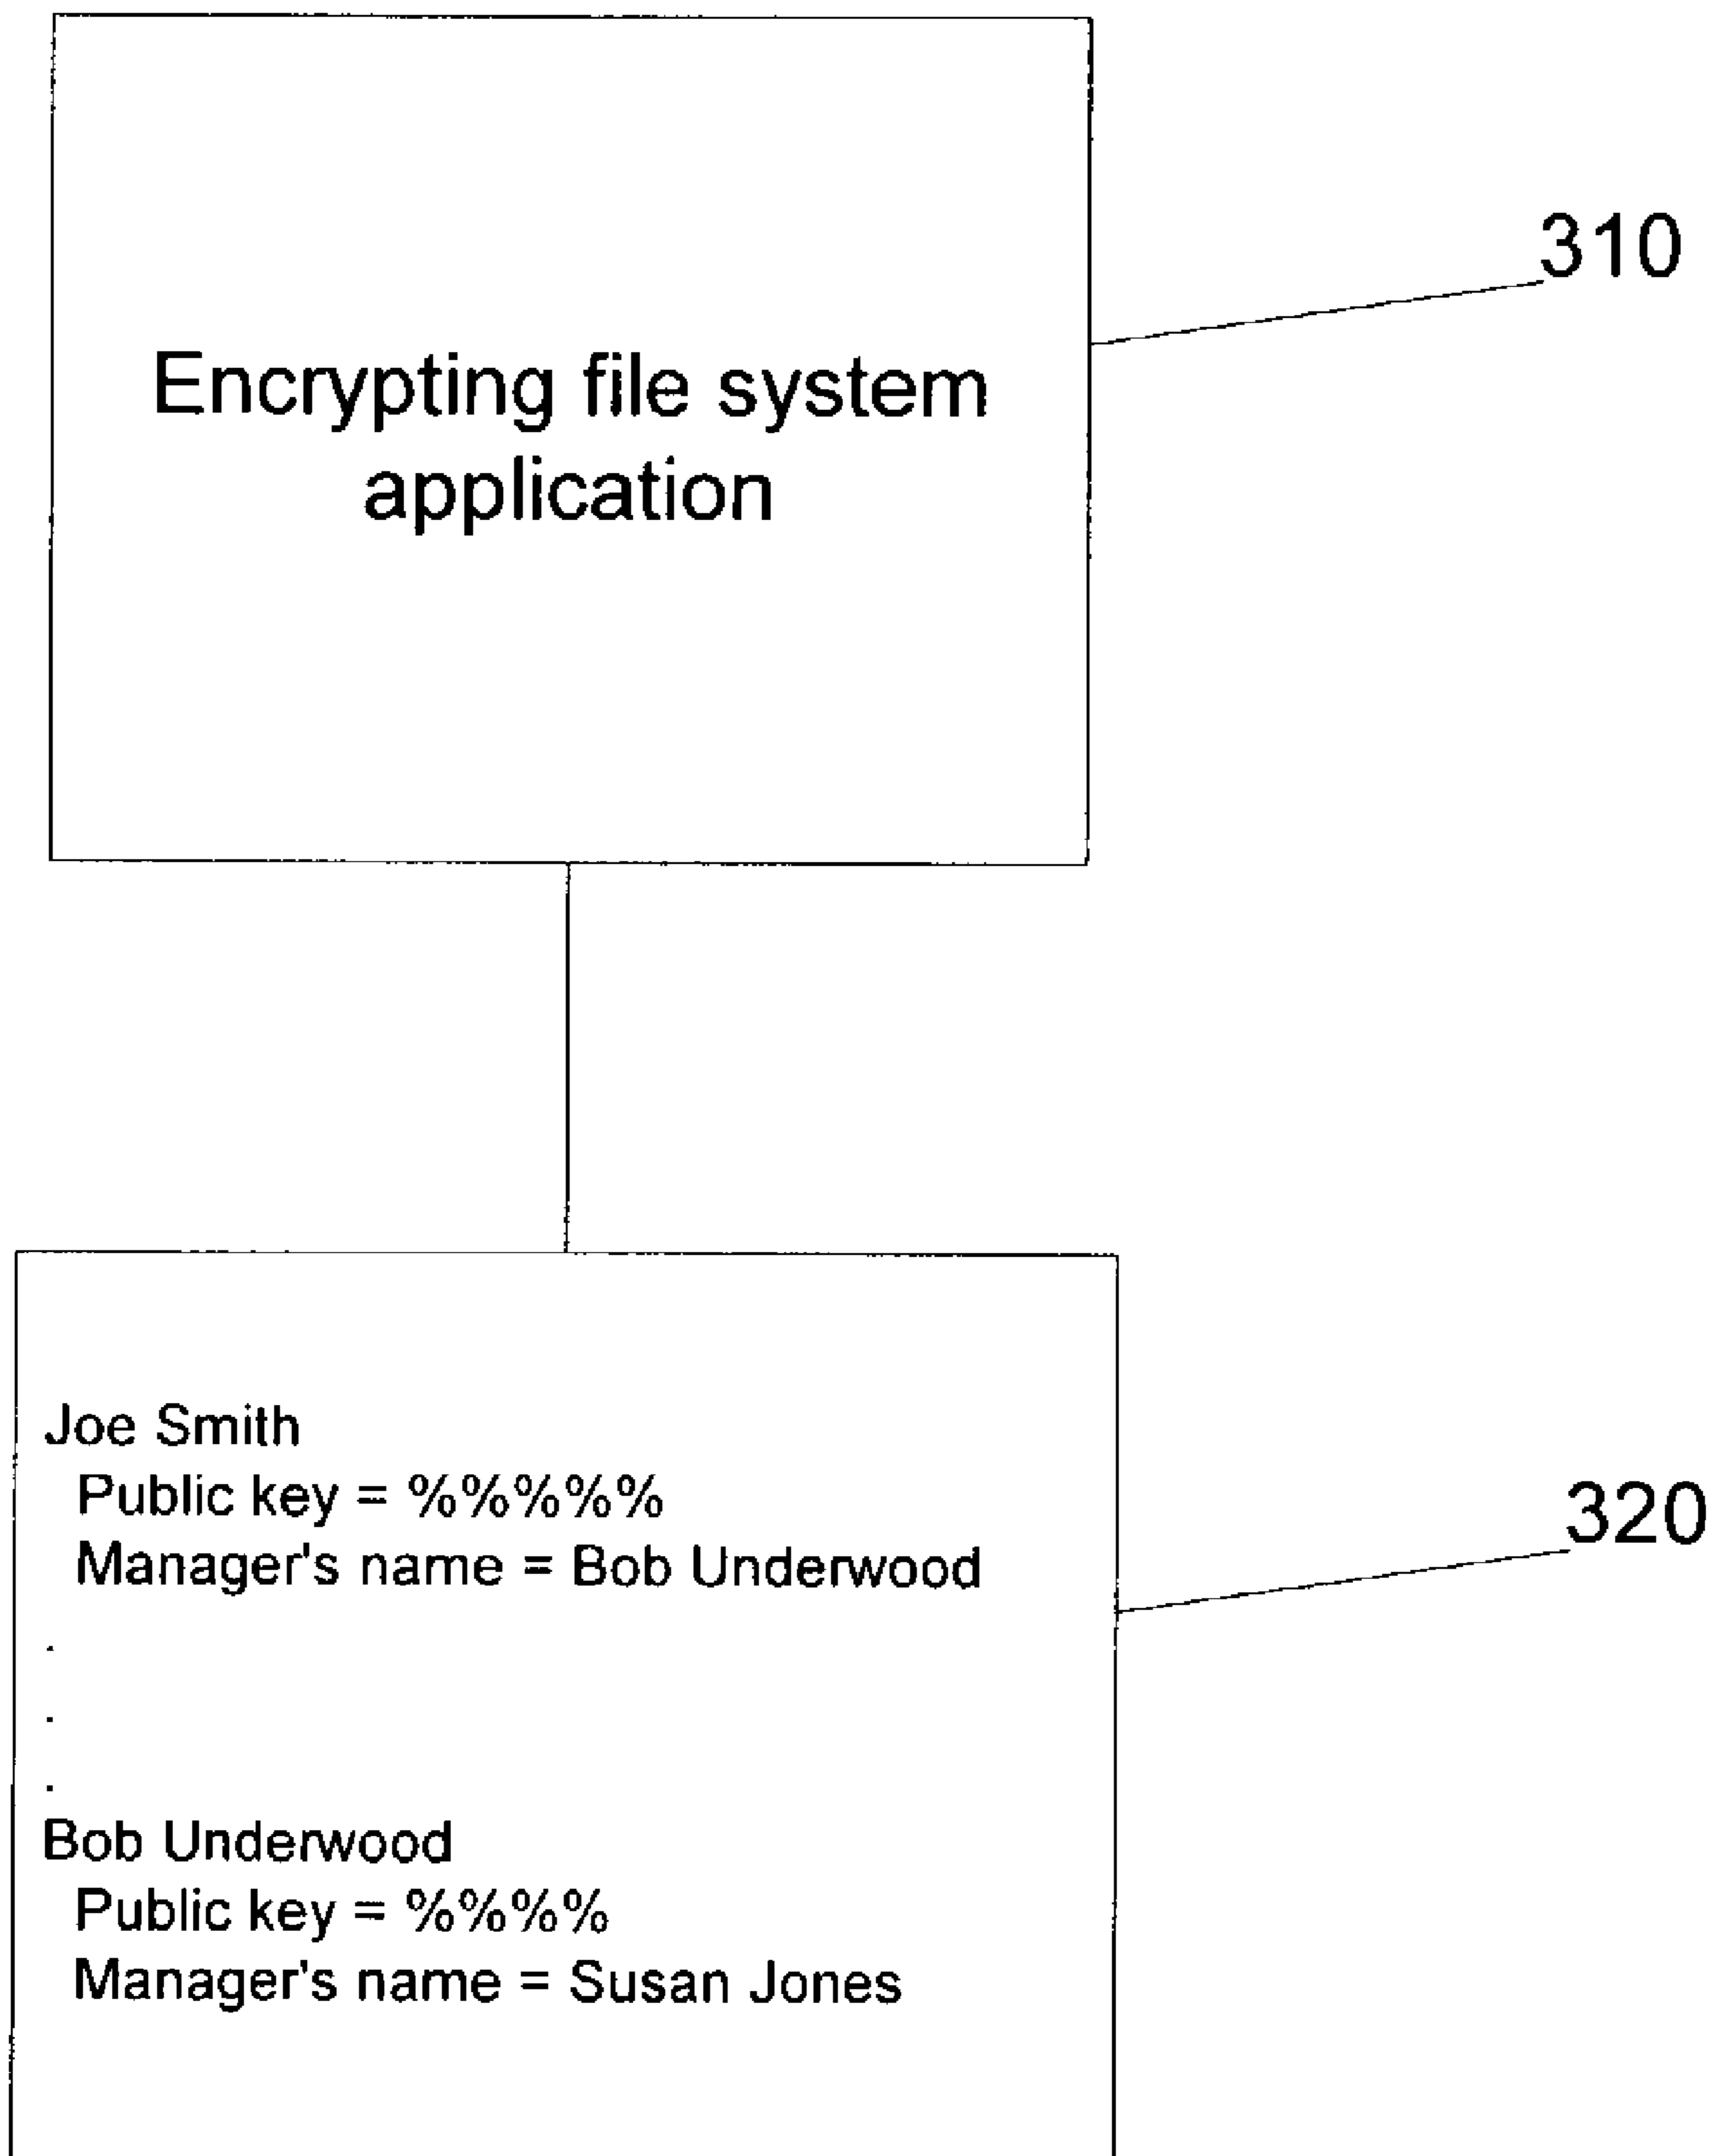 310
Encrypting file system
application
Joe Smith
Public key = %%%%%
Manager's name = Bob Underwood
320
.
.
.
Bob Underwood
Public key = %%%%
Manager's name = Susan Jones